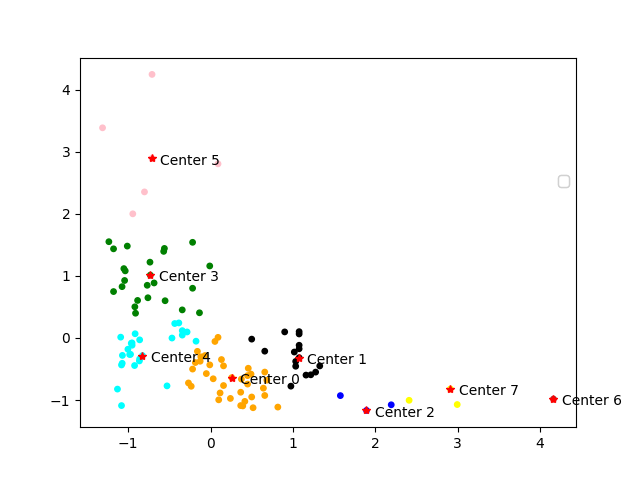 4
3
Center 5
2
Center 3
1
0
Center 1
Center 4
Center 0
Center 7
−1
Center 2
Center 6
−1
0
1
2
3
4